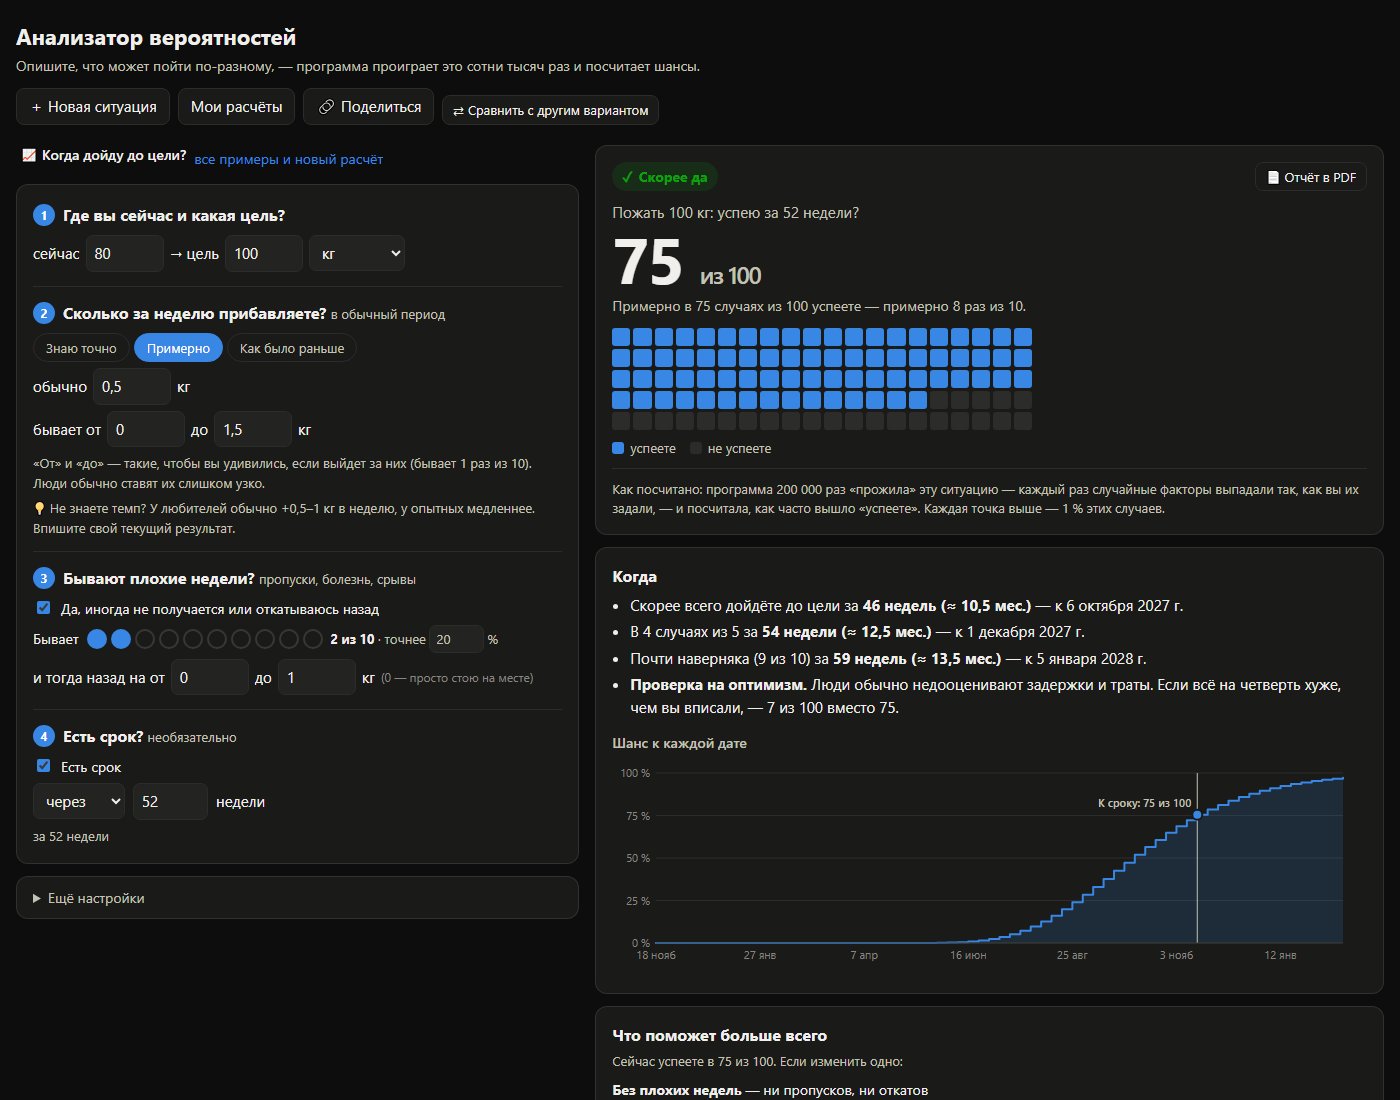 Анализатор вероятностей
Опишите, что может пойти по-разному, — программа проиграет это сотни тысяч раз и посчитает шансы.
+ Новая ситуация
Мои расчёты
🔗 Поделиться
⇄ Сравнить с другим вариантом
📈 Когда дойду до цели? все примеры и новый расчёт
1 Где вы сейчас и какая цель?
сейчас 80 → цель 100 кг
2 Сколько за неделю прибавляете? в обычный период
Знаю точно Примерно Как было раньше
обычно 0,5 кг
бывает от 0 до 1,5 кг
«От» и «до» — такие, чтобы вы удивились, если выйдет за них (бывает 1 раз из 10).
Люди обычно ставят их слишком узко.
💡 Не знаете темп? У любителей обычно +0,5–1 кг в неделю, у опытных медленнее.
Впишите свой текущий результат.
3 Бывают плохие недели? пропуски, болезнь, срывы
Да, иногда не получается или откатываюсь назад
Бывает 2 из 10 · точнее 20 %
и тогда назад на от 0 до 1 кг (0 — просто стою на месте)
4 Есть срок? необязательно
Есть срок
через 52 недели
за 52 недели
▶ Ещё настройки
✓ Скорее да
📄 Отчёт в PDF
Пожать 100 кг: успею за 52 недели?
75 из 100
Примерно в 75 случаях из 100 успеете — примерно 8 раз из 10.
успеете не успеете
Как посчитано: программа 200 000 раз «прожила» эту ситуацию — каждый раз случайные факторы выпадали так, как вы их
задали, — и посчитала, как часто вышло «успеете». Каждая точка выше — 1 % этих случаев.
Когда
• Скорее всего дойдёте до цели за 46 недель (≈ 10,5 мес.) — к 6 октября 2027 г.
• В 4 случаях из 5 за 54 недели (≈ 12,5 мес.) — к 1 декабря 2027 г.
• Почти наверняка (9 из 10) за 59 недель (≈ 13,5 мес.) — к 5 января 2028 г.
• Проверка на оптимизм. Люди обычно недооценивают задержки и траты. Если всё на четверть хуже,
чем вы вписали, — 7 из 100 вместо 75.
Шанс к каждой дате
100 %
К сроку: 75 из 100
75 %
50 %
25 %
0 %
18 нояб 27 янв 7 апр 16 июн 25 авг 3 нояб 12 янв
Что поможет больше всего
Сейчас успеете в 75 из 100. Если изменить одно:
Без плохих недель — ни пропусков, ни откатов